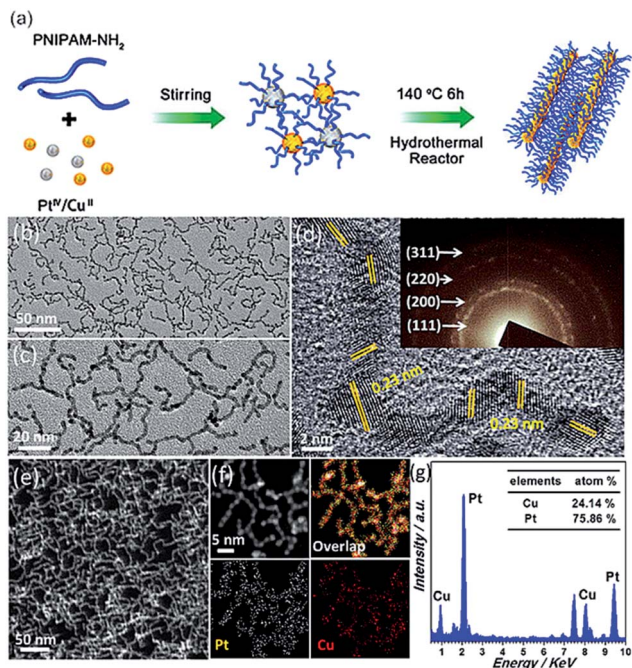 (a)
PNIPAM-NH₂
Stirring
140 ºC 6h
Hydrothermal
Reactor
Ptᴵⱽ/Cuᴵᴵ
(b)
50 nm
(c)
20 nm
(d)
(311)
(220)
(200)
(111)
0.23 nm
0.23 nm
2 nm
(e)
50 nm
(f)
5 nm
Overlap
Pt
Cu
(g)
Intensity / a.u.
elements atom %
Cu 24.14 %
Pt 75.86 %
Pt
Cu
Cu
Pt
0 1 2 3 4 5 6 7 8 9 10
Energy / KeV